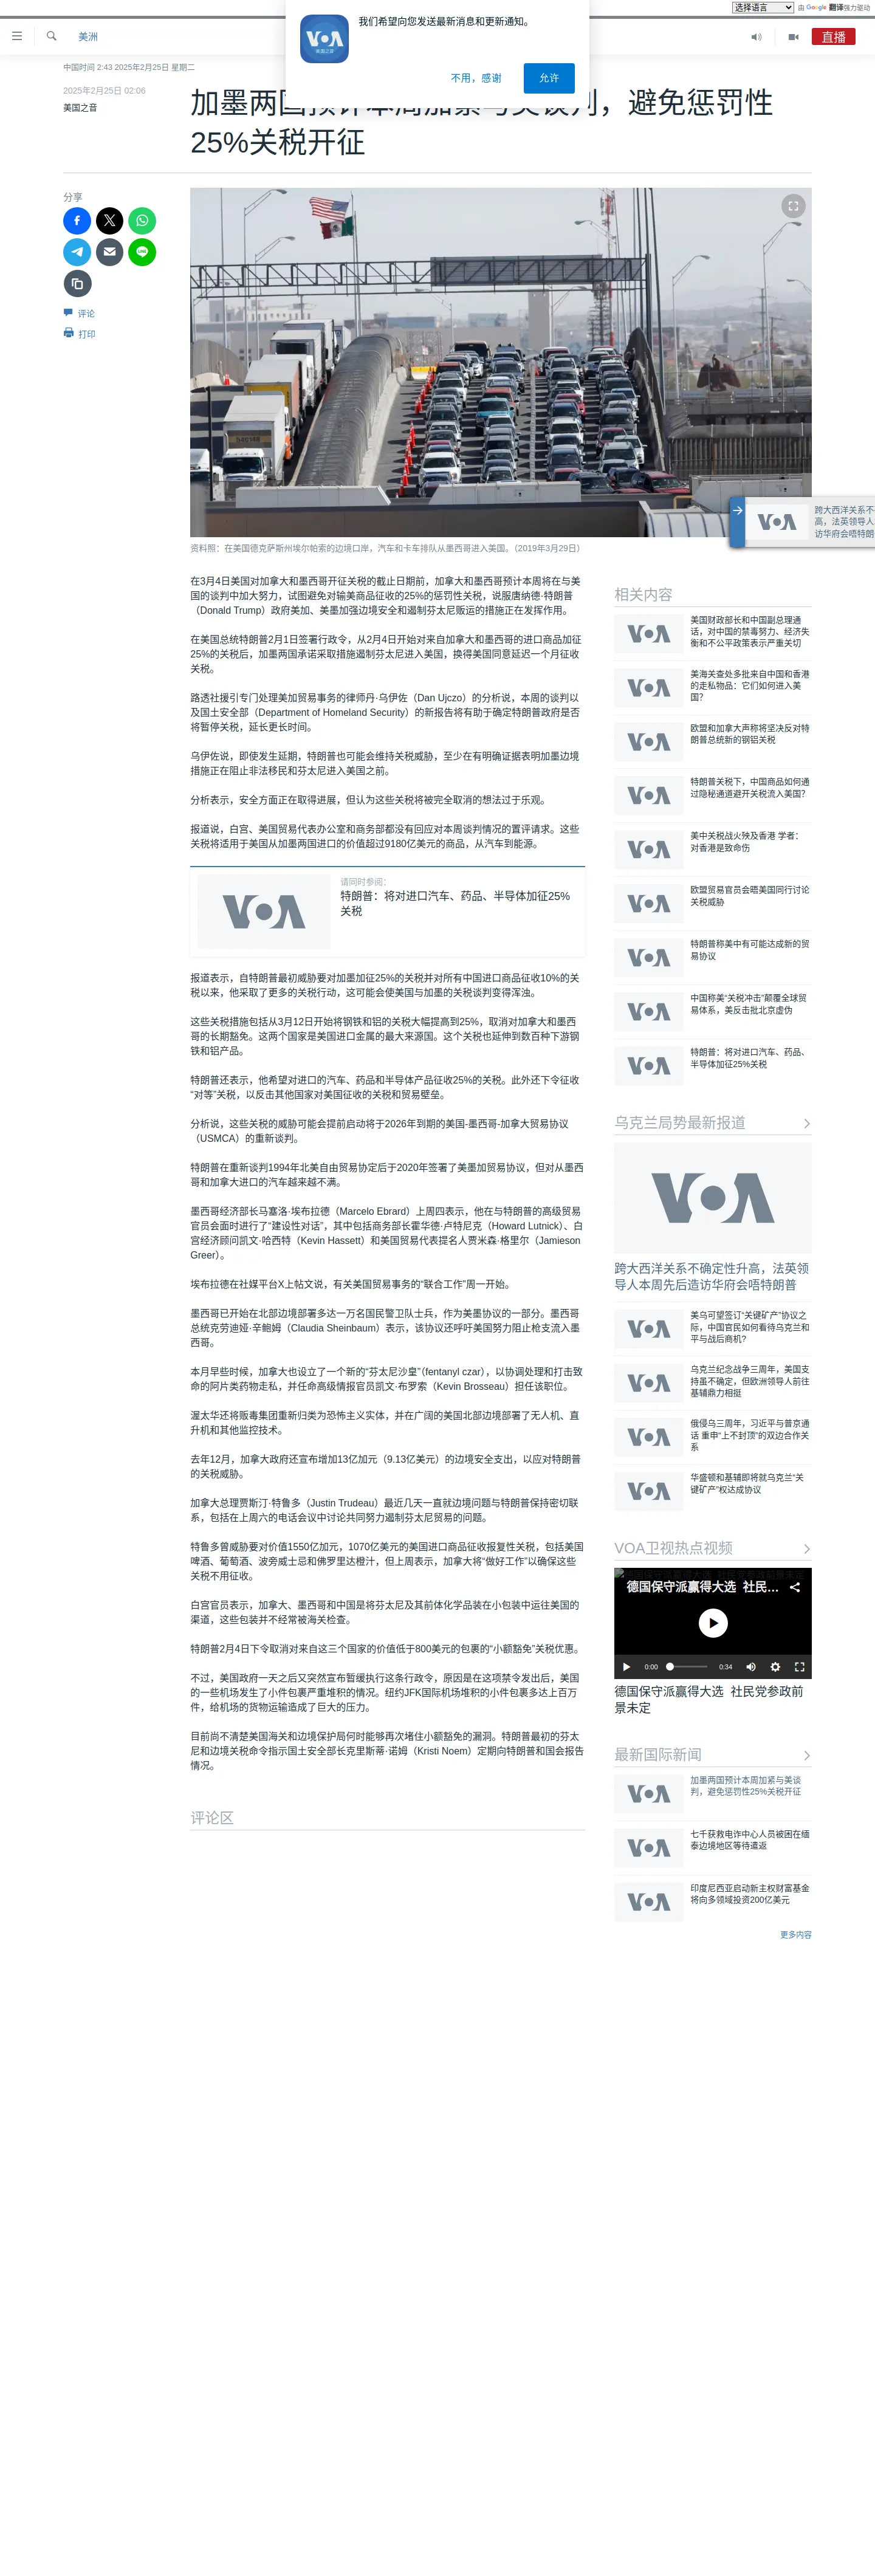 选择语言 由 Google 翻译强力驱动
我们希望向您发送最新消息和更新通知。
不用，感谢 允许
美洲
直播
中国时间 2:43 2025年2月25日 星期二
2025年2月25日 02:06
美国之音
25%关税开征
分享
评论
打印
资料照：在美国德克萨斯州埃尔帕索的边境口岸，汽车和卡车排队从墨西哥进入美国。（2019年3月29日）
跨大西洋关系不
高，法英领导人
访华府会唔特朗
在3月4日美国对加拿大和墨西哥开征关税的截止日期前，加拿大和墨西哥预计本周将在与美
国的谈判中加大努力，试图避免对输美商品征收的25%的惩罚性关税，说服唐纳德·特朗普
（Donald Trump）政府美加、美墨加强边境安全和遏制芬太尼贩运的措施正在发挥作用。
在美国总统特朗普2月1日签署行政令，从2月4日开始对来自加拿大和墨西哥的进口商品加征
25%的关税后，加墨两国承诺采取措施遏制芬太尼进入美国，换得美国同意延迟一个月征收
关税。
路透社援引专门处理美加贸易事务的律师丹·乌伊佐（Dan Ujczo）的分析说，本周的谈判以
及国土安全部（Department of Homeland Security）的新报告将有助于确定特朗普政府是否
将暂停关税，延长更长时间。
乌伊佐说，即使发生延期，特朗普也可能会维持关税威胁，至少在有明确证据表明加墨边境
措施正在阻止非法移民和芬太尼进入美国之前。
分析表示，安全方面正在取得进展，但认为这些关税将被完全取消的想法过于乐观。
报道说，白宫、美国贸易代表办公室和商务部都没有回应对本周谈判情况的置评请求。这些
关税将适用于美国从加墨两国进口的价值超过9180亿美元的商品，从汽车到能源。
请同时参阅：
特朗普：将对进口汽车、药品、半导体加征25%
关税
报道表示，自特朗普最初威胁要对加墨加征25%的关税并对所有中国进口商品征收10%的关
税以来，他采取了更多的关税行动，这可能会使美国与加墨的关税谈判变得浑浊。
这些关税措施包括从3月12日开始将钢铁和铝的关税大幅提高到25%，取消对加拿大和墨西
哥的长期豁免。这两个国家是美国进口金属的最大来源国。这个关税也延伸到数百种下游钢
铁和铝产品。
特朗普还表示，他希望对进口的汽车、药品和半导体产品征收25%的关税。此外还下令征收
“对等”关税，以反击其他国家对美国征收的关税和贸易壁垒。
分析说，这些关税的威胁可能会提前启动将于2026年到期的美国-墨西哥-加拿大贸易协议
（USMCA）的重新谈判。
特朗普在重新谈判1994年北美自由贸易协定后于2020年签署了美墨加贸易协议，但对从墨西
哥和加拿大进口的汽车越来越不满。
墨西哥经济部长马塞洛·埃布拉德（Marcelo Ebrard）上周四表示，他在与特朗普的高级贸易
官员会面时进行了“建设性对话”，其中包括商务部长霍华德·卢特尼克（Howard Lutnick）、白
宫经济顾问凯文·哈西特（Kevin Hassett）和美国贸易代表提名人贾米森·格里尔（Jamieson
Greer）。
埃布拉德在社媒平台X上帖文说，有关美国贸易事务的“联合工作”周一开始。
墨西哥已开始在北部边境部署多达一万名国民警卫队士兵，作为美墨协议的一部分。墨西哥
总统克劳迪娅·辛鲍姆（Claudia Sheinbaum）表示，该协议还呼吁美国努力阻止枪支流入墨
西哥。
本月早些时候，加拿大也设立了一个新的“芬太尼沙皇”（fentanyl czar），以协调处理和打击致
命的阿片类药物走私，并任命高级情报官员凯文·布罗索（Kevin Brosseau）担任该职位。
渥太华还将贩毒集团重新归类为恐怖主义实体，并在广阔的美国北部边境部署了无人机、直
升机和其他监控技术。
去年12月，加拿大政府还宣布增加13亿加元（9.13亿美元）的边境安全支出，以应对特朗普
的关税威胁。
加拿大总理贾斯汀·特鲁多（Justin Trudeau）最近几天一直就边境问题与特朗普保持密切联
系，包括在上周六的电话会议中讨论共同努力遏制芬太尼贸易的问题。
特鲁多曾威胁要对价值1550亿加元，1070亿美元的美国进口商品征收报复性关税，包括美国
啤酒、葡萄酒、波旁威士忌和佛罗里达橙汁，但上周表示，加拿大将“做好工作”以确保这些
关税不用征收。
白宫官员表示，加拿大、墨西哥和中国是将芬太尼及其前体化学品装在小包装中运往美国的
渠道，这些包装并不经常被海关检查。
特朗普2月4日下令取消对来自这三个国家的价值低于800美元的包裹的“小额豁免”关税优惠。
不过，美国政府一天之后又突然宣布暂缓执行这条行政令，原因是在这项禁令发出后，美国
的一些机场发生了小件包裹严重堆积的情况。纽约JFK国际机场堆积的小件包裹多达上百万
件，给机场的货物运输造成了巨大的压力。
目前尚不清楚美国海关和边境保护局何时能够再次堵住小额豁免的漏洞。特朗普最初的芬太
尼和边境关税命令指示国土安全部长克里斯蒂·诺姆（Kristi Noem）定期向特朗普和国会报告
情况。
评论区
相关内容
美国财政部长和中国副总理通
话，对中国的禁毒努力、经济失
衡和不公平政策表示严重关切
美海关查处多批来自中国和香港
的走私物品：它们如何进入美
国？
欧盟和加拿大声称将坚决反对特
朗普总统新的钢铝关税
特朗普关税下，中国商品如何通
过隐秘通道避开关税流入美国？
美中关税战火殃及香港 学者：
对香港是致命伤
欧盟贸易官员会晤美国同行讨论
关税威胁
特朗普称美中有可能达成新的贸
易协议
中国称美“关税冲击”颠覆全球贸
易体系，美反击批北京虚伪
特朗普：将对进口汽车、药品、
半导体加征25%关税
乌克兰局势最新报道
跨大西洋关系不确定性升高，法英领
导人本周先后造访华府会唔特朗普
美乌可望签订“关键矿产”协议之
际，中国官民如何看待乌克兰和
平与战后商机?
乌克兰纪念战争三周年，美国支
持虽不确定，但欧洲领导人前往
基辅鼎力相挺
俄侵乌三周年，习近平与普京通
话 重申“上不封顶”的双边合作关
系
华盛顿和基辅即将就乌克兰“关
键矿产”权达成协议
VOA卫视热点视频
德国保守派赢得大选 社民…
0:00 0:34
德国保守派赢得大选 社民党参政前
景未定
最新国际新闻
加墨两国预计本周加紧与美谈
判，避免惩罚性25%关税开征
七千获救电诈中心人员被困在缅
泰边境地区等待遣返
印度尼西亚启动新主权财富基金
将向多领域投资200亿美元
更多内容